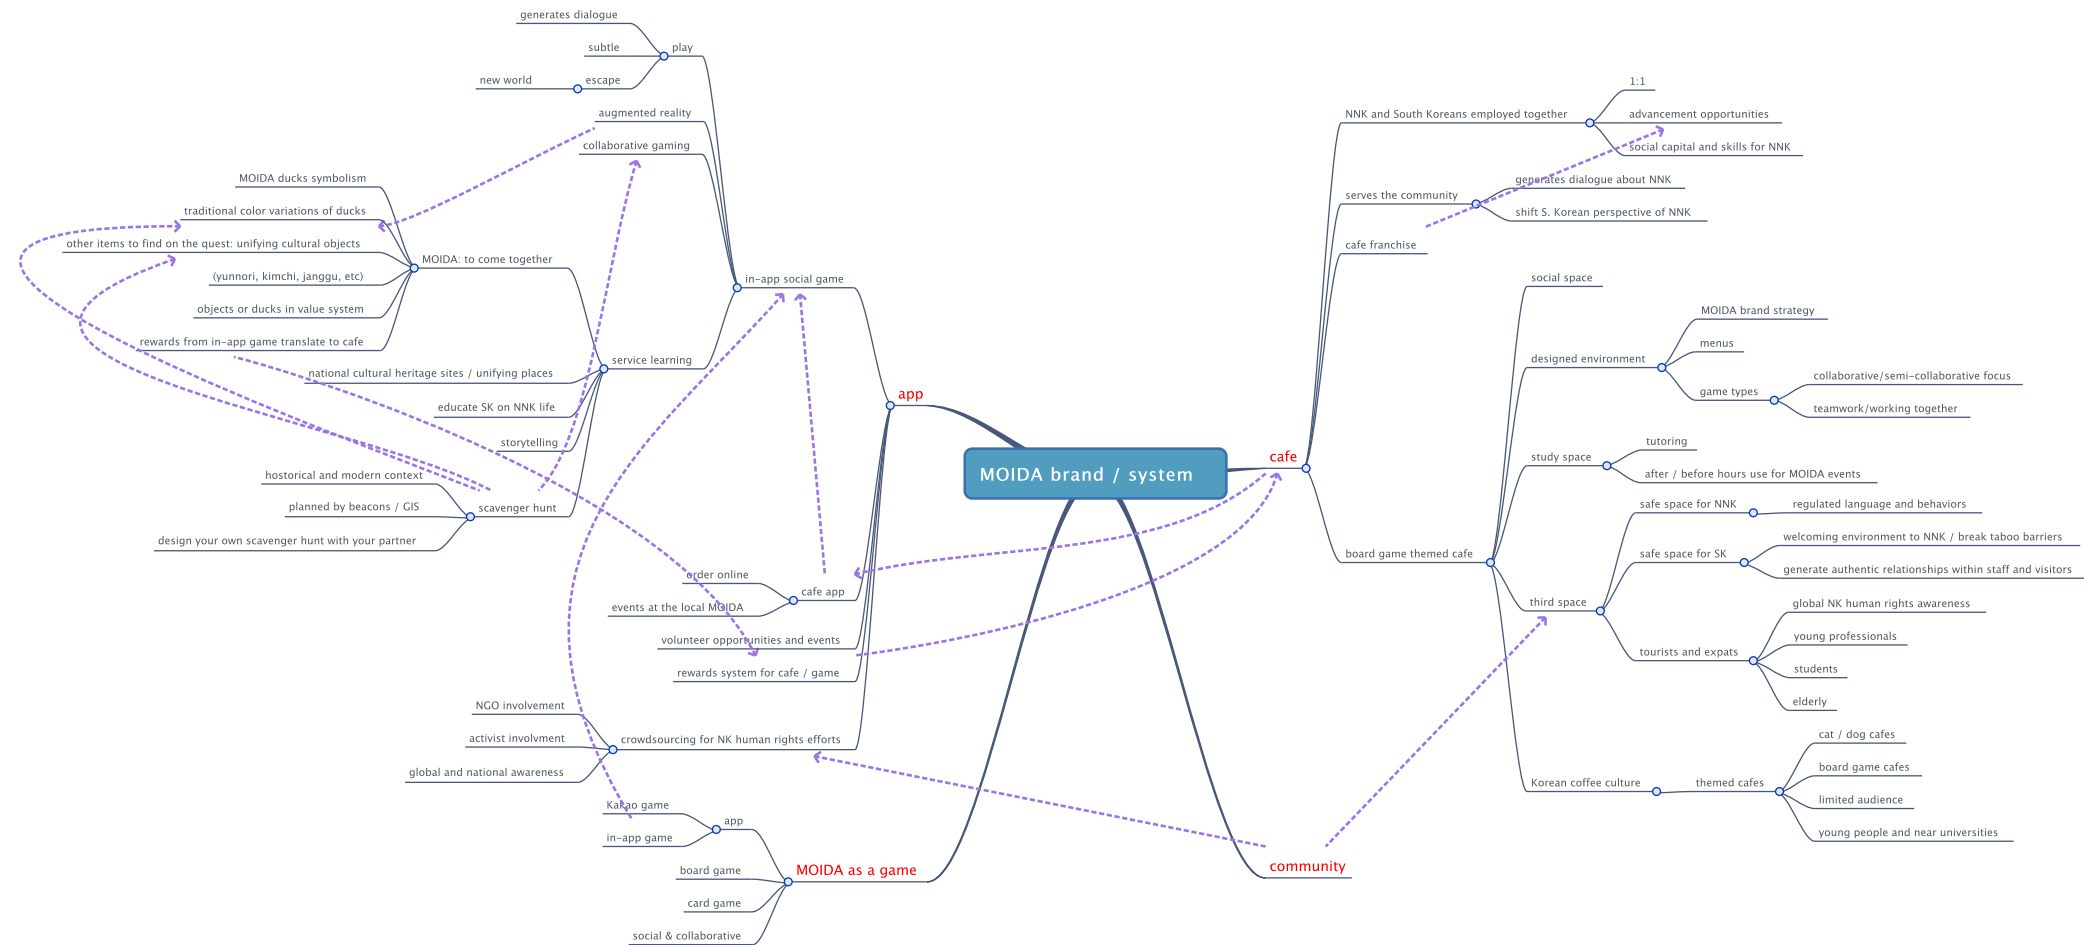 MOIDA brand / system
app
in-app social game
play
generates dialogue
subtle
escape
new world
augmented reality
collaborative gaming
service learning
MOIDA: to come together
MOIDA ducks symbolism
traditional color variations of ducks
other items to find on the quest: unifying cultural objects
(yunnori, kimchi, janggu, etc)
objects or ducks in value system
rewards from in-app game translate to cafe
national cultural heritage sites / unifying places
educate SK on NNK life
storytelling
scavenger hunt
hostorical and modern context
planned by beacons / GIS
design your own scavenger hunt with your partner
cafe app
order online
events at the local MOIDA
volunteer opportunities and events
rewards system for cafe / game
crowdsourcing for NK human rights efforts
NGO involvement
activist involvment
global and national awareness
MOIDA as a game
app
Kakao game
in-app game
board game
card game
social & collaborative
cafe
NNK and South Koreans employed together
1:1
advancement opportunities
social capital and skills for NNK
serves the community
generates dialogue about NNK
shift S. Korean perspective of NNK
cafe franchise
board game themed cafe
social space
designed environment
MOIDA brand strategy
menus
game types
collaborative/semi-collaborative focus
teamwork/working together
study space
tutoring
after / before hours use for MOIDA events
third space
safe space for NNK
regulated language and behaviors
safe space for SK
welcoming environment to NNK / break taboo barriers
generate authentic relationships within staff and visitors
tourists and expats
global NK human rights awareness
young professionals
students
elderly
Korean coffee culture
themed cafes
cat / dog cafes
board game cafes
limited audience
young people and near universities
community